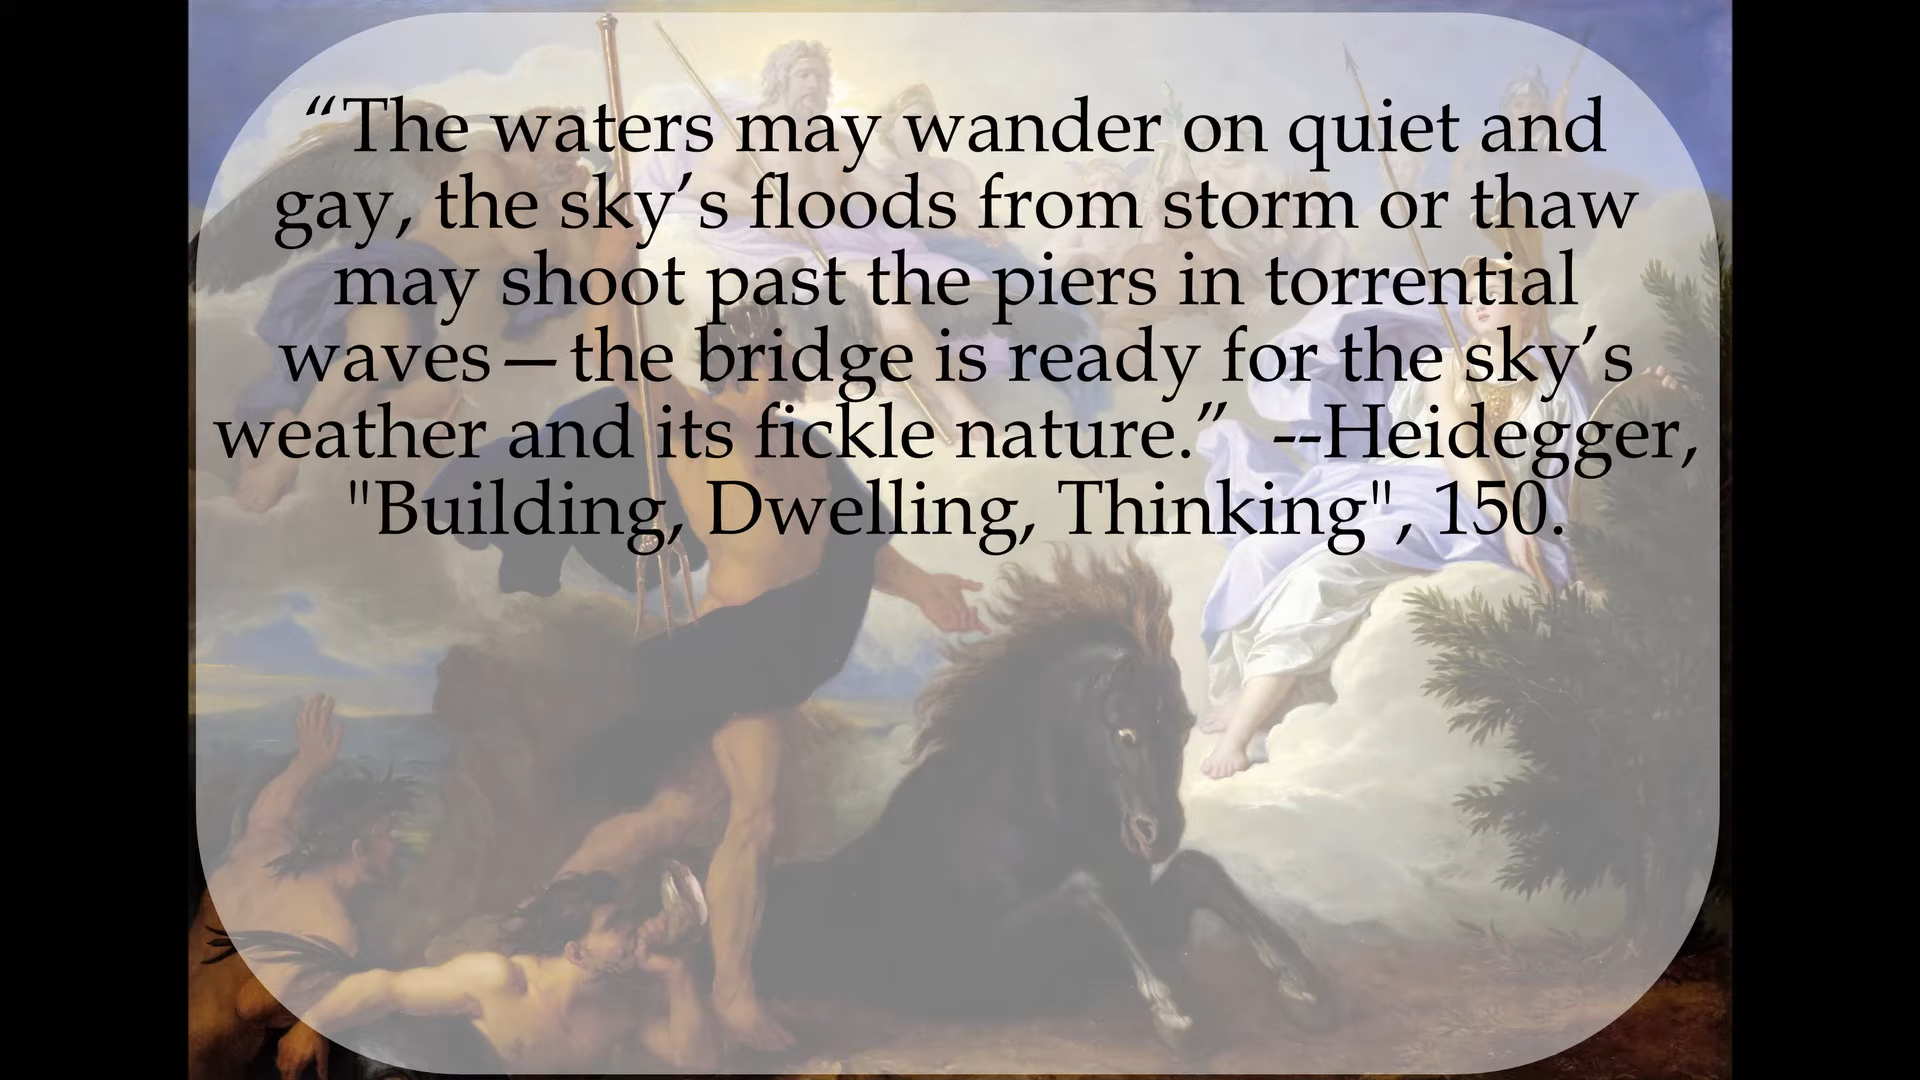 “The waters may wander on quiet and
gay, the sky’s floods from storm or thaw
may shoot past the piers in torrential
waves—the bridge is ready for the sky’s
weather and its fickle nature.”  --Heidegger,
"Building, Dwelling, Thinking", 150.